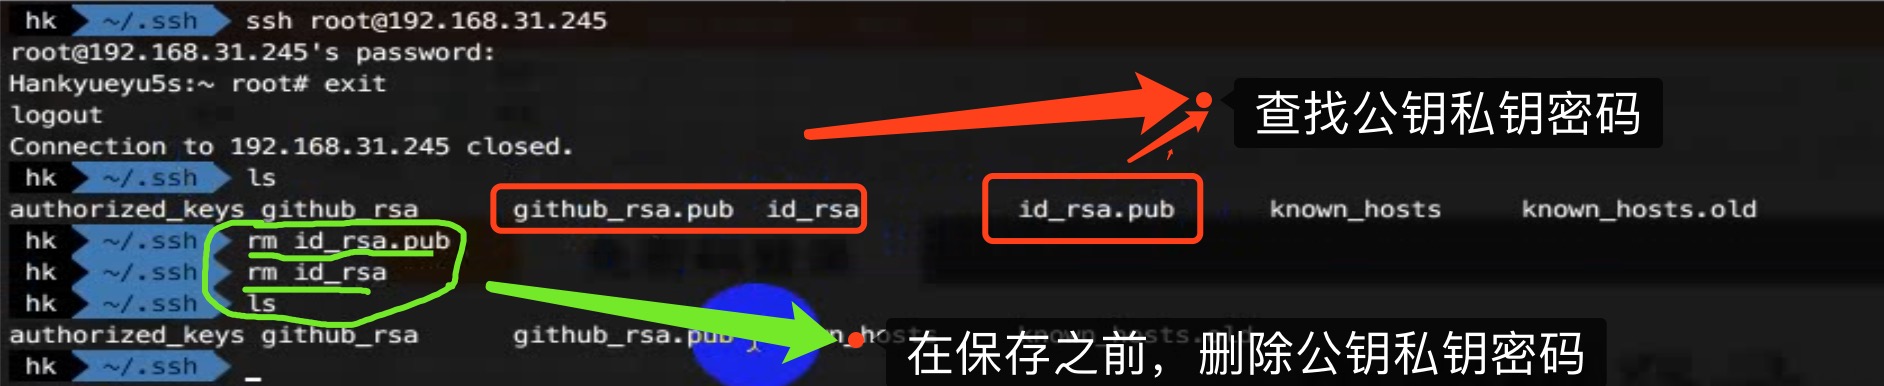 hk ~/.ssh ssh root@192.168.31.245
root@192.168.31.245's password:
Hankyueyu5s:~ root# exit
logout
Connection to 192.168.31.245 closed.
hk ~/.ssh ls
authorized_keys github_rsa github_rsa.pub id_rsa id_rsa.pub known_hosts known_hosts.old
hk ~/.ssh rm id_rsa.pub
hk ~/.ssh rm id_rsa
hk ~/.ssh ls
authorized_keys github_rsa github_rsa.pub known_hosts known_hosts.old
hk ~/.ssh
查找公钥私钥密码
在保存之前，删除公钥私钥密码